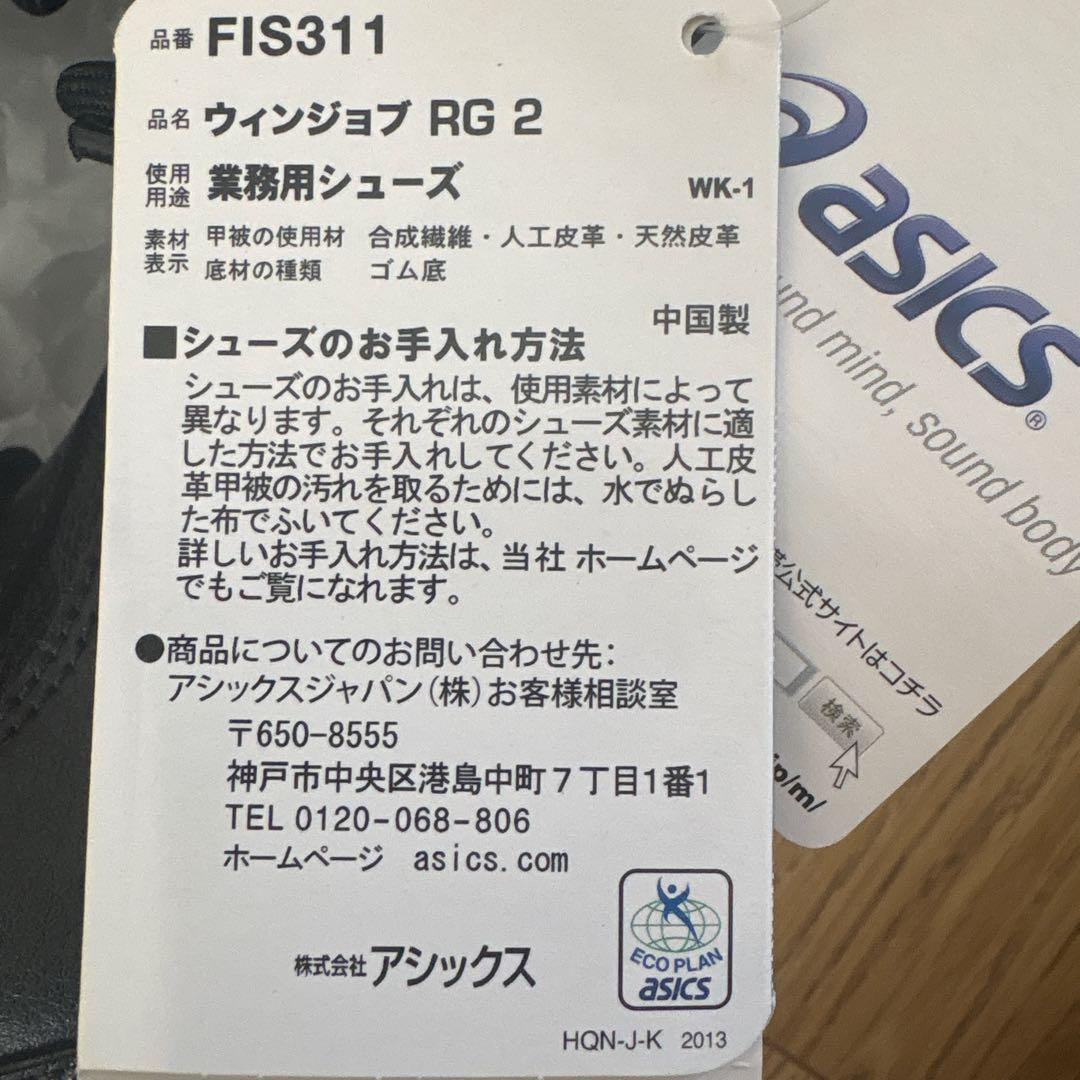 品番 FIS311
品名 ウィンジョブ RG 2
使用用途 業務用シューズ WK-1
素材表示 甲被の使用材 合成繊維・人工皮革・天然皮革
底材の種類 ゴム底
中国製
■シューズのお手入れ方法
シューズのお手入れは、使用素材によって
異なります。それぞれのシューズ素材に適
した方法でお手入れしてください。人工皮
革甲被の汚れを取るためには、水でぬらし
た布でふいてください。
詳しいお手入れ方法は、当社 ホームページ
でもご覧になれます。
●商品についてのお問い合わせ先:
アシックスジャパン(株)お客様相談室
〒650-8555
神戸市中央区港島中町7丁目1番1
TEL 0120-068-806
ホームページ asics.com
株式会社アシックス
ECO PLAN
asics
HQN-J-K 2013
asics®
mind, sound body
公式サイトはコチラ
検索
/m/